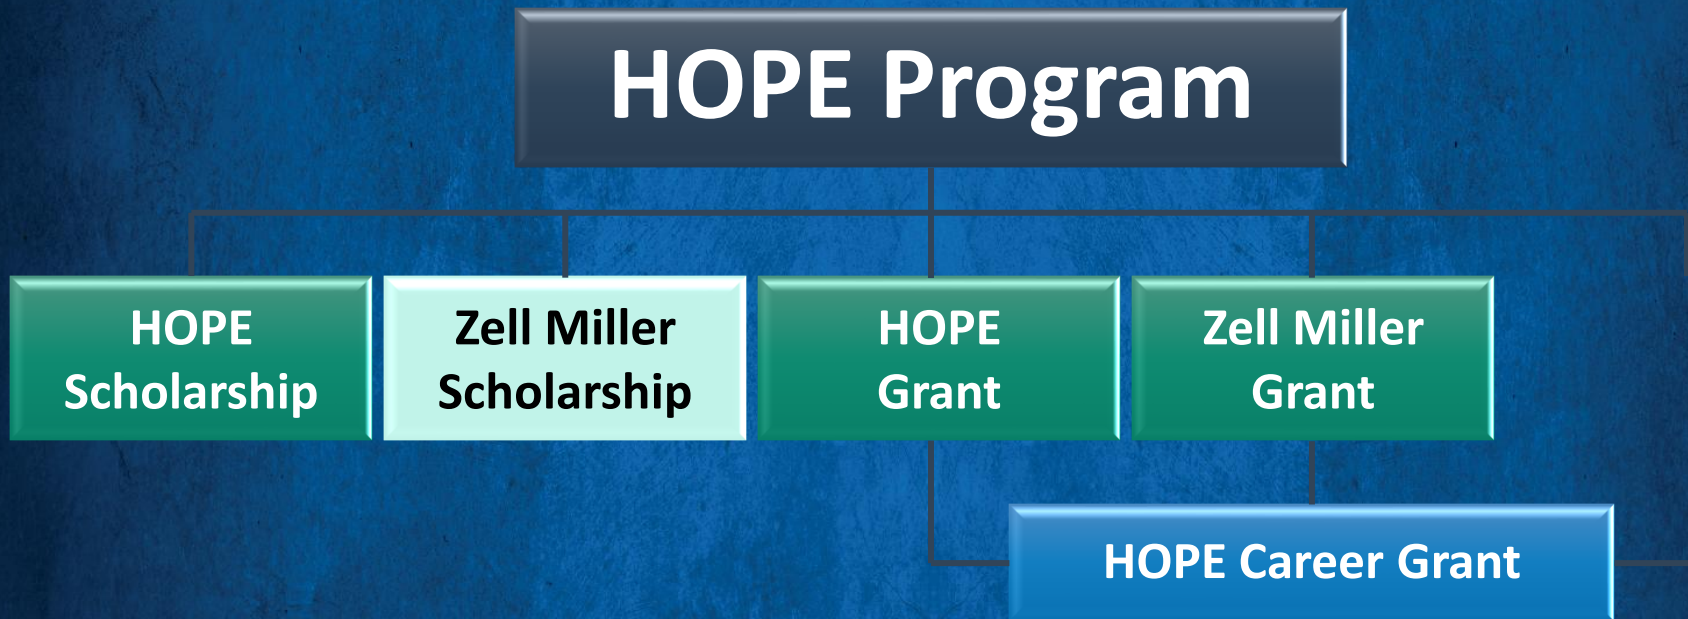 HOPE Program
HOPE
Scholarship
Zell Miller
Scholarship
HOPE
Grant
Zell Miller
Grant
HOPE Career Grant